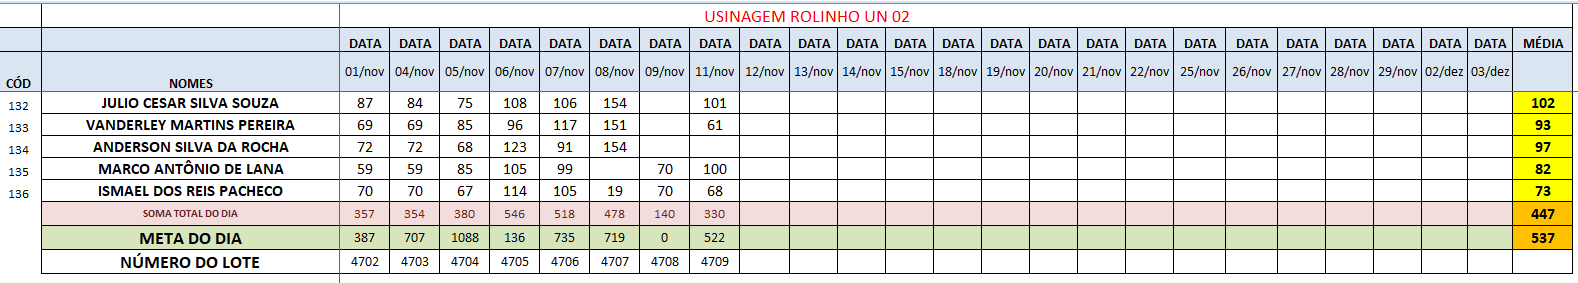 USINAGEM ROLINHO UN 02
DATA DATA DATA DATA DATA DATA DATA DATA DATA DATA DATA DATA DATA DATA DATA DATA DATA DATA DATA DATA DATA DATA DATA MÉDIA
CÓD NOMES 01/nov 04/nov 05/nov 06/nov 07/nov 08/nov 09/nov 11/nov 12/nov 13/nov 14/nov 15/nov 18/nov 19/nov 20/nov 21/nov 22/nov 25/nov 26/nov 27/nov 28/nov 29/nov 02/dez 03/dez
132 JULIO CESAR SILVA SOUZA 87 84 75 108 106 154 101 102
133 VANDERLEY MARTINS PEREIRA 69 69 85 96 117 151 61 93
134 ANDERSON SILVA DA ROCHA 72 72 68 123 91 154 97
135 MARCO ANTÔNIO DE LANA 59 59 85 105 99 70 100 82
136 ISMAEL DOS REIS PACHECO 70 70 67 114 105 19 70 68 73
SOMA TOTAL DO DIA 357 354 380 546 518 478 140 330 447
META DO DIA 387 707 1088 136 735 719 0 522 537
NÚMERO DO LOTE 4702 4703 4704 4705 4706 4707 4708 4709